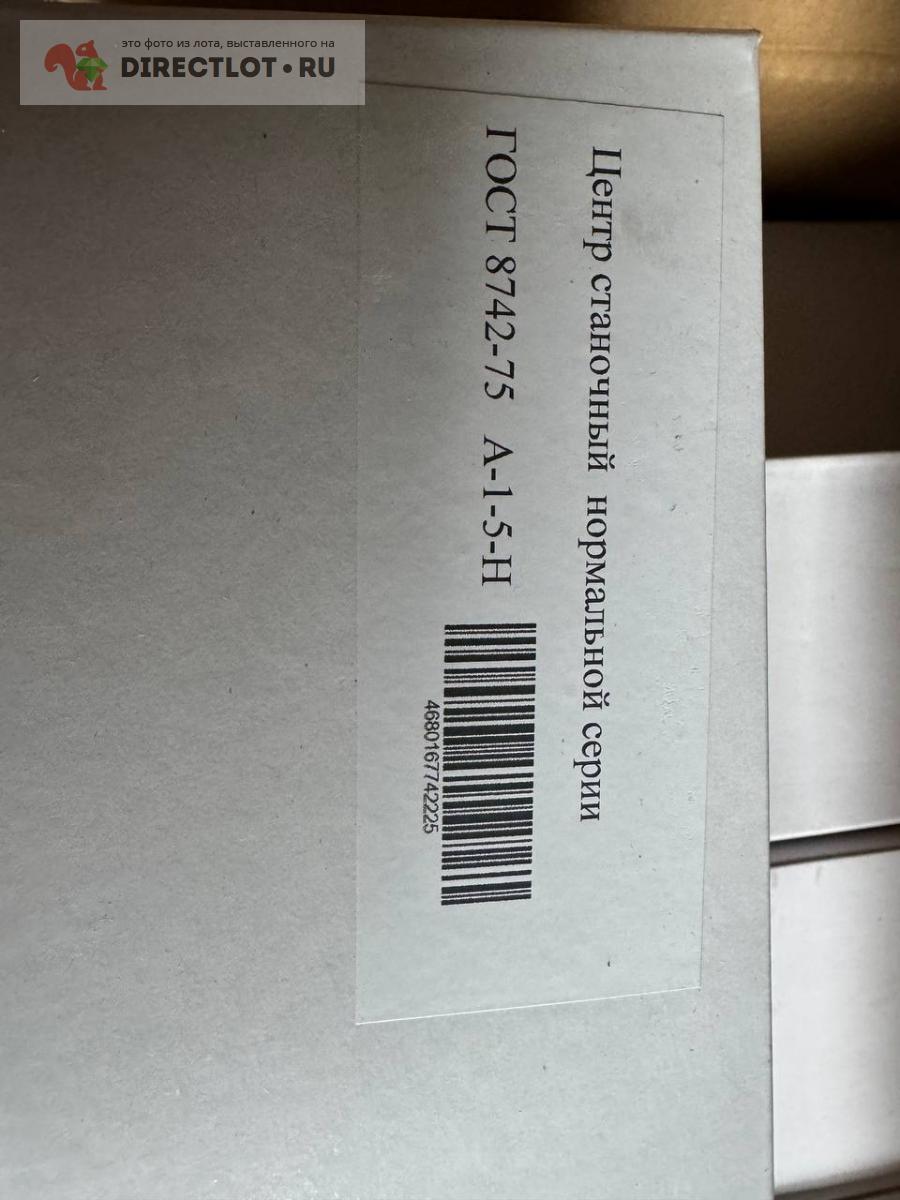 это фото из лота, выставленного на
DIRECTLOT•RU
Центр станочный нормальной серии
ГОСТ 8742-75 А-1-5-Н
4680167742225